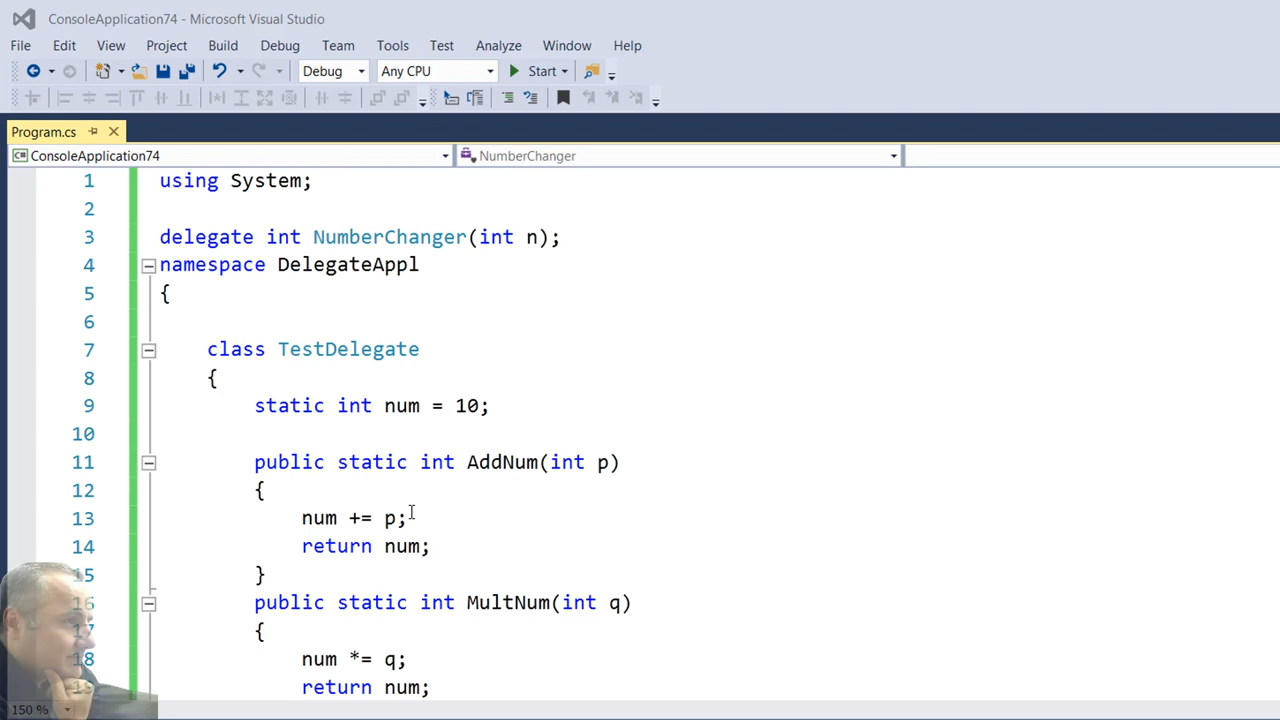 ConsoleApplication74 - Microsoft Visual Studio
File Edit View Project Build Debug Team Tools Test Analyze Window Help
Debug Any CPU Start
Program.cs
C# ConsoleApplication74 NumberChanger
1 using System;
2
3 delegate int NumberChanger(int n);
4 namespace DelegateAppl
5 {
6
7 class TestDelegate
8 {
9 static int num = 10;
10
11 public static int AddNum(int p)
12 {
13 num += p;
14 return num;
15 }
16 public static int MultNum(int q)
17 {
18 num *= q;
19 return num;
150 %